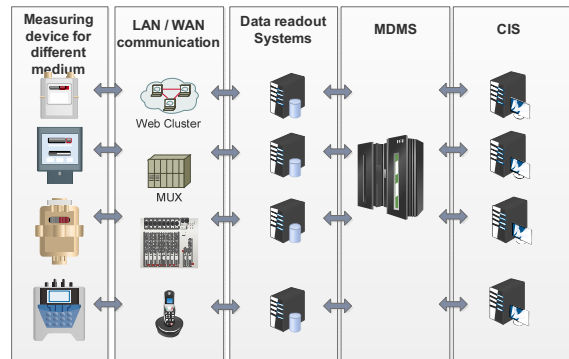 Measuring
device for
different
medium
LAN / WAN
communication
Data readout
Systems
MDMS
CIS
Web Cluster
MUX